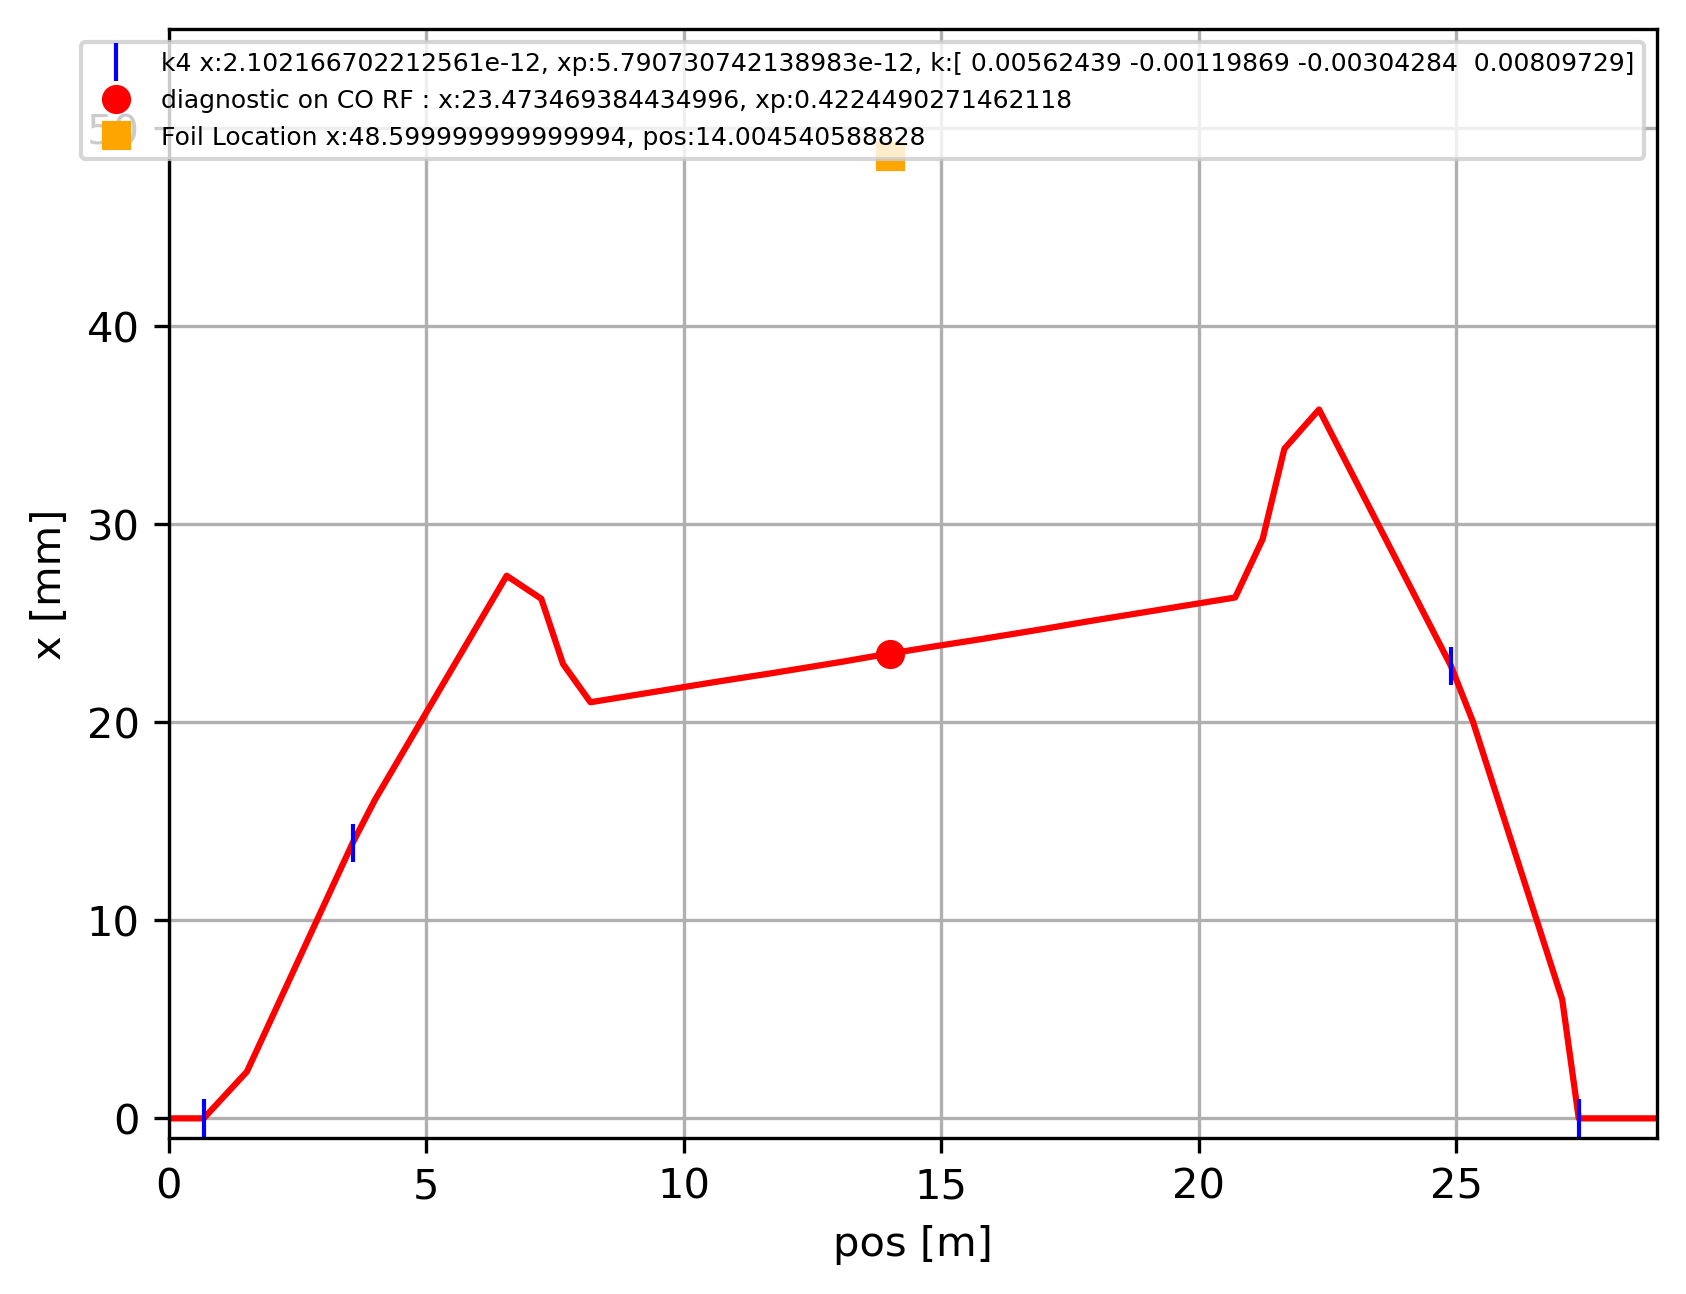 k4 x:2.102166702212561e-12, xp:5.790730742138983e-12, k:[ 0.00562439 -0.00119869 -0.00304284  0.00809729]
diagnostic on CO RF : x:23.473469384434996, xp:0.4224490271462118
Foil Location x:48.599999999999994, pos:14.004540588828
50
40
30
20
10
0
x [mm]
0 5 10 15 20 25
pos [m]